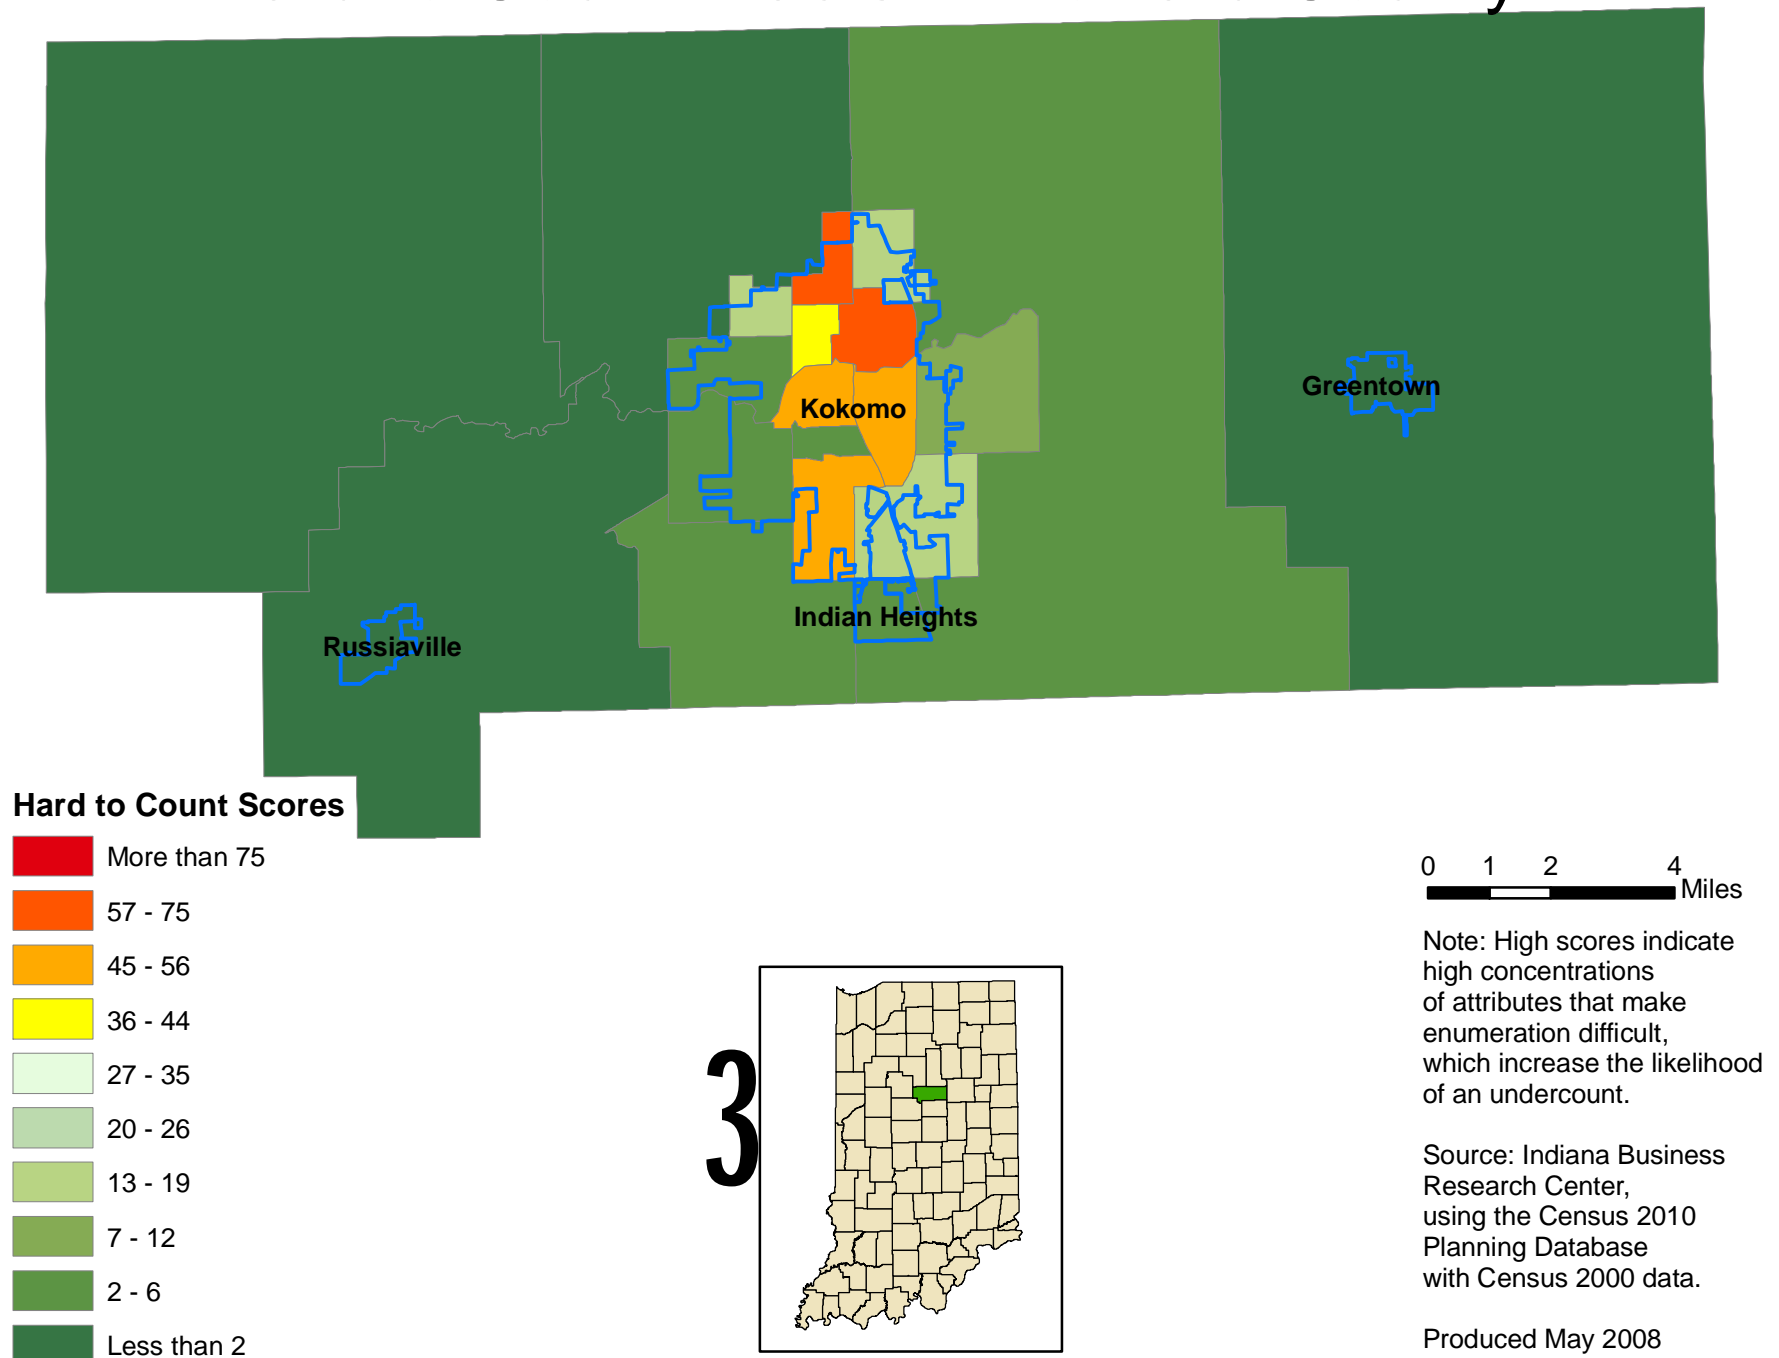 Kokomo
Greentown
Indian Heights
Russiaville
Hard to Count Scores
More than 75
57 - 75
45 - 56
36 - 44
27 - 35
20 - 26
13 - 19
7 - 12
2 - 6
Less than 2
3
0 1 2 4
Miles
Note: High scores indicate
high concentrations
of attributes that make
enumeration difficult,
which increase the likelihood
of an undercount.
Source: Indiana Business
Research Center,
using the Census 2010
Planning Database
with Census 2000 data.
Produced May 2008